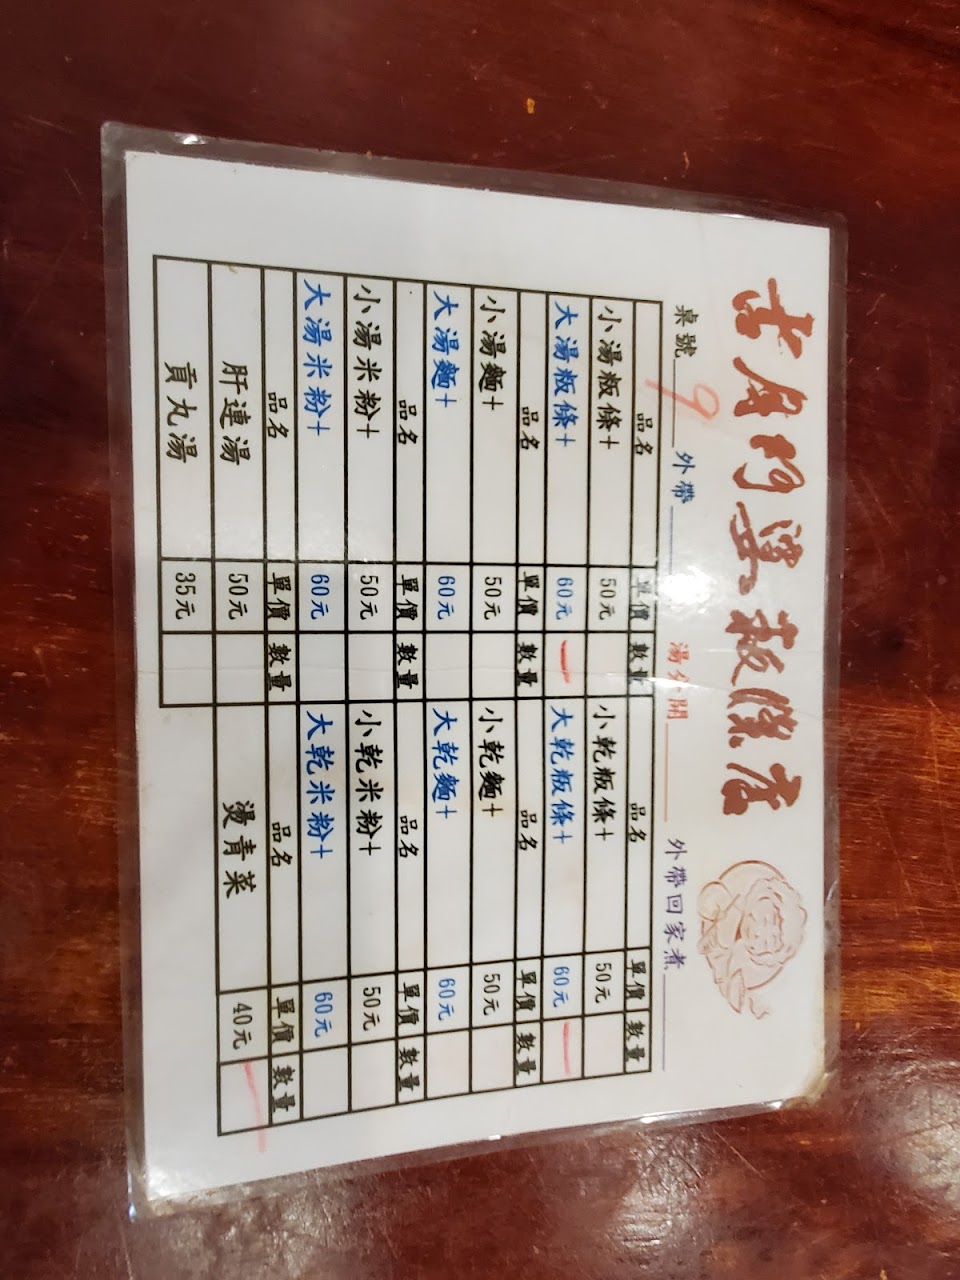 粄條店
桌號 9 外帶 湯分開 外帶回家煮
品名 單價 數量 品名 單價 數量
小湯粄條+ 50元 小乾粄條+ 50元
大湯粄條+ 60元 一 大乾粄條+ 60元 一
品名 單價 數量 品名 單價 數量
小湯麵+ 50元 小乾麵+ 50元
大湯麵+ 60元 大乾麵+ 60元
品名 單價 數量 品名 單價 數量
小湯米粉+ 50元 小乾米粉+ 50元
大湯米粉+ 60元 大乾米粉+ 60元
品名 單價 數量 品名 單價 數量
肝連湯 50元 燙青菜 40元 一
貢丸湯 35元